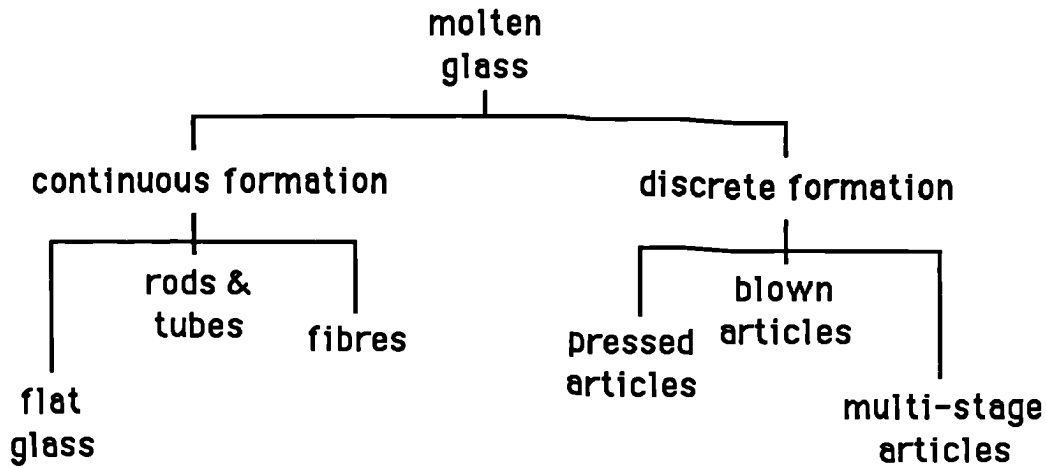 molten
glass
continuous formation
discrete formation
rods &
tubes
fibres
flat
glass
pressed
articles
blown
articles
multi-stage
articles